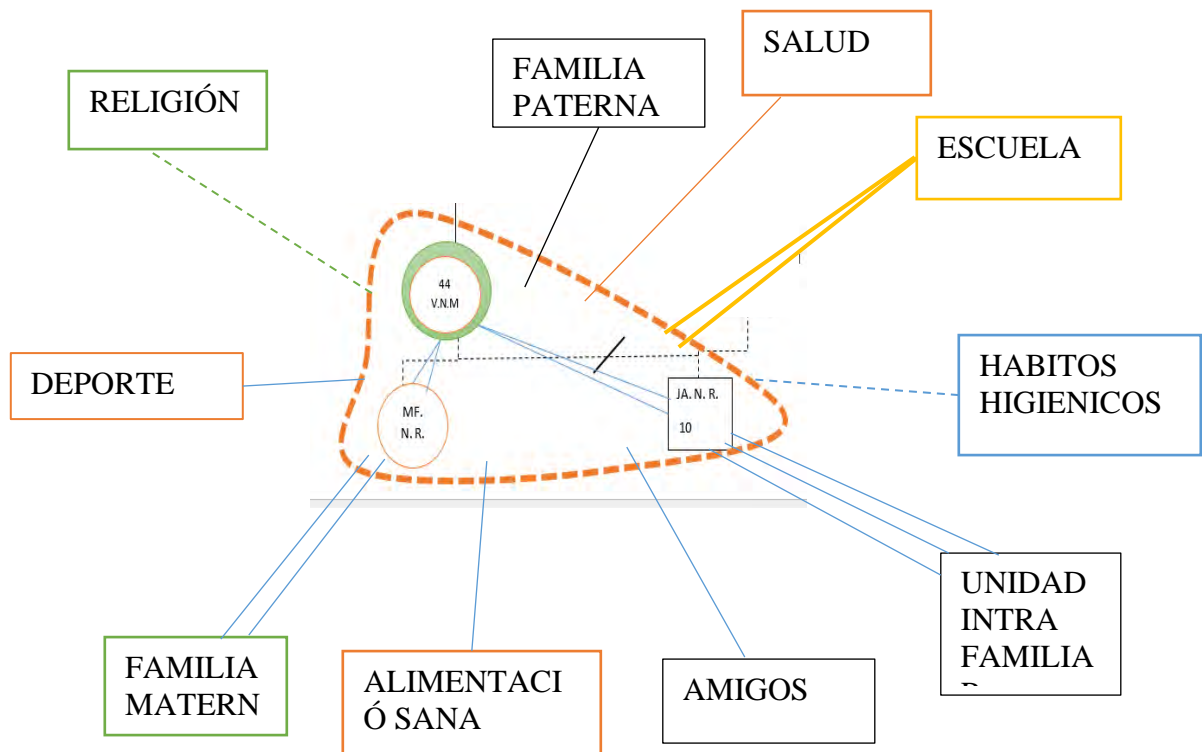 SALUD
FAMILIA
PATERNA
RELIGIÓN
ESCUELA
44
V.N.M
DEPORTE
HABITOS
HIGIENICOS
JA. N. R.
10
MF.
N. R.
UNIDAD
INTRA
FAMILIA
FAMILIA
MATERN
ALIMENTACI
Ó SANA
AMIGOS